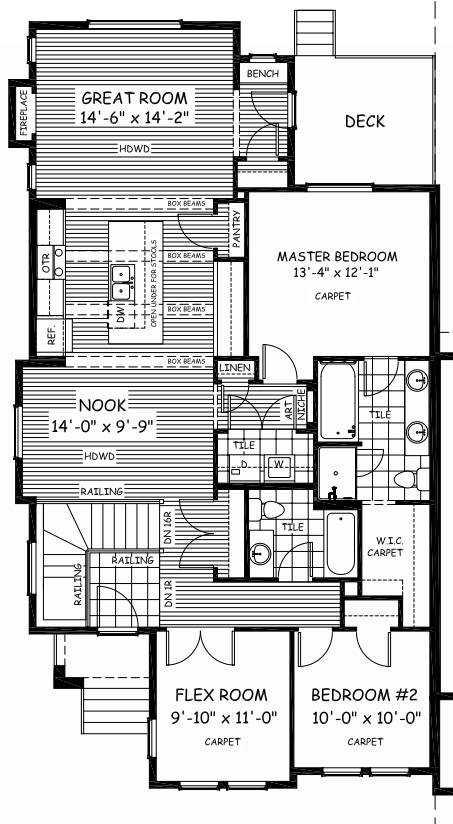 BENCH
FIREPLACE
GREAT ROOM
14'-6" x 14'-2"
HDWD
DECK
BOX BEAMS
PANTRY
OTR
BOX BEAMS
OPEN UNDER FOR STOOLS
MASTER BEDROOM
13'-4" x 12'-1"
CARPET
DW
BOX BEAMS
REF.
BOX BEAMS
LINEN
ART
NICHE
NOOK
14'-0" x 9'-9"
TILE
TILE
D
W
HDWD
RAILING
DN 16R
TILE
W.I.C.
CARPET
RAILING
RAILING
DN 1R
FLEX ROOM
9'-10" x 11'-0"
CARPET
BEDROOM #2
10'-0" x 10'-0"
CARPET